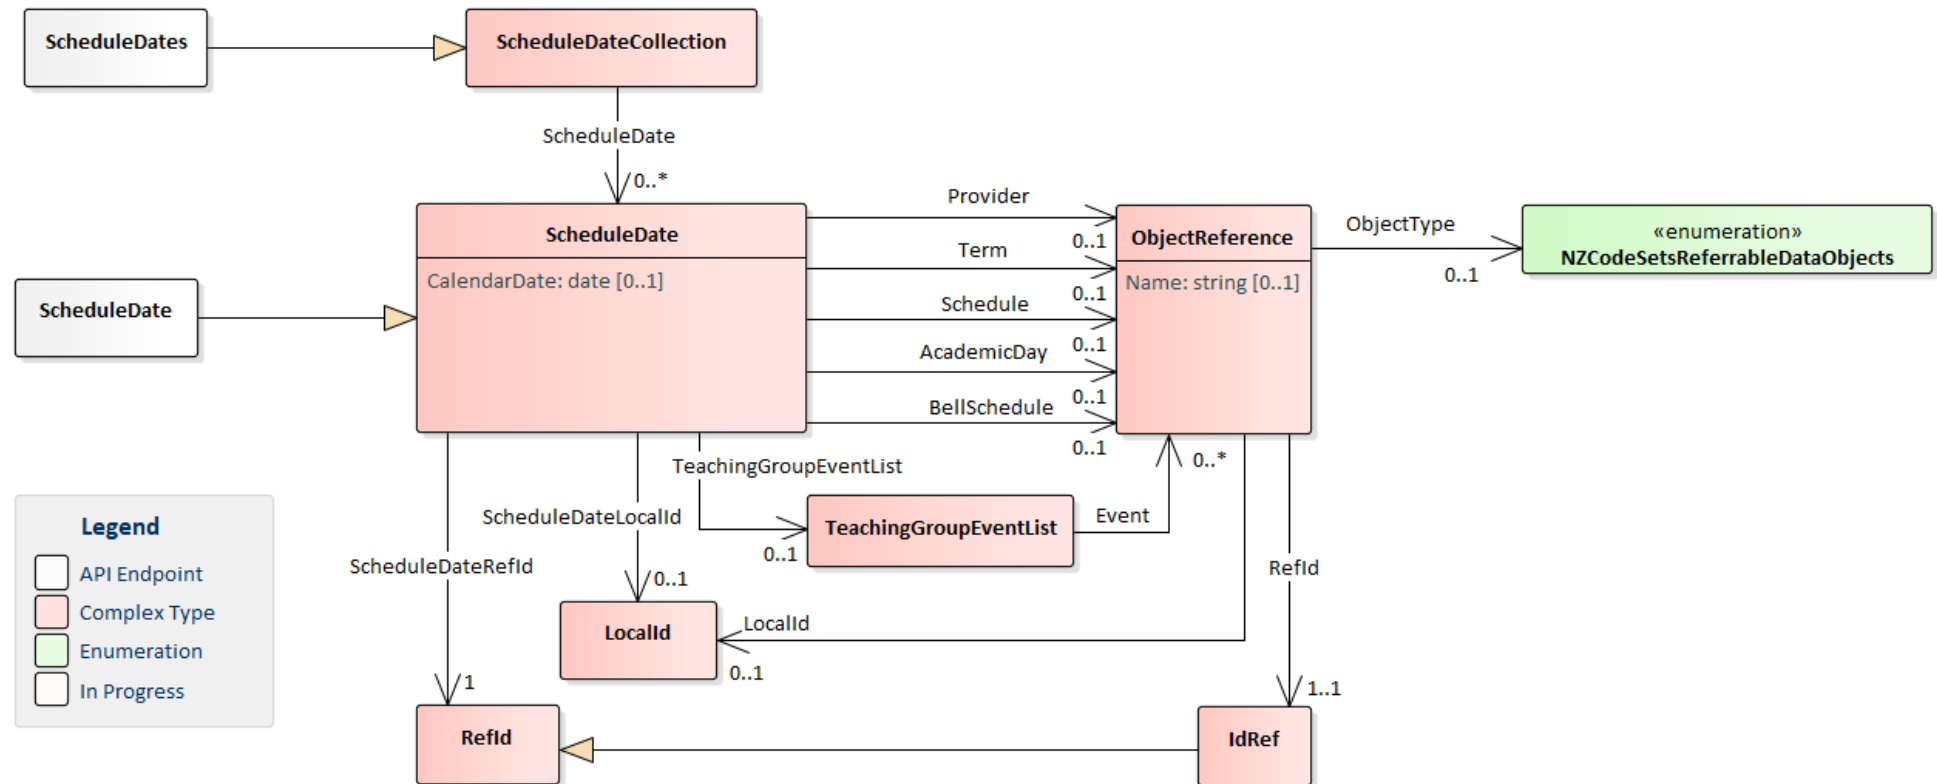 ScheduleDates
ScheduleDateCollection
ScheduleDate
0..*
ScheduleDate
CalendarDate: date [0..1]
ScheduleDate
Provider
0..1
Term
0..1
Schedule
0..1
AcademicDay
0..1
BellSchedule
0..1
ObjectReference
Name: string [0..1]
ObjectType
0..1
«enumeration»
NZCodeSetsReferrableDataObjects
TeachingGroupEventList
0..1
TeachingGroupEventList
Event
0..*
ScheduleDateLocalId
0..1
ScheduleDateRefId
1
LocalId
LocalId
0..1
RefId
1..1
RefId
IdRef
Legend
API Endpoint
Complex Type
Enumeration
In Progress